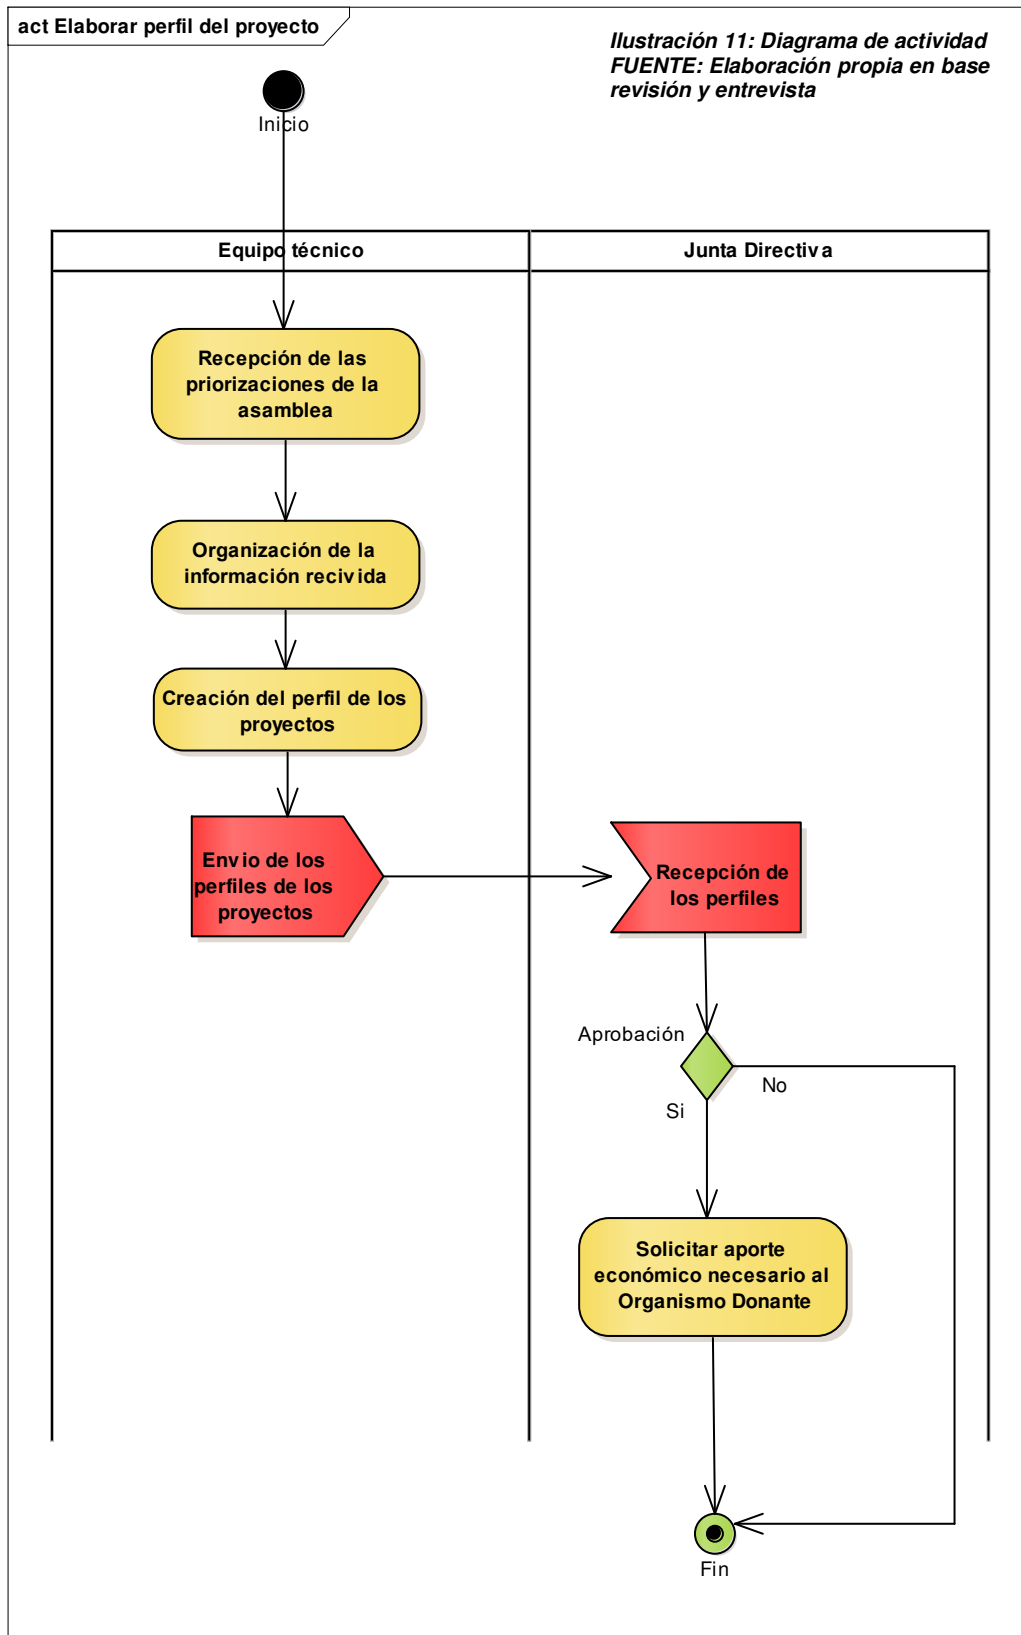 act Elaborar perfil del proyecto
Ilustración 11: Diagrama de actividad
FUENTE: Elaboración propia en base
revisión y entrevista
Inicio
Equipo técnico
Junta Directiva
Recepción de las
priorizaciones de la
asamblea
Organización de la
información recivida
Creación del perfil de los
proyectos
Envio de los
perfiles de los
proyectos
Recepción de
los perfiles
Aprobación
No
Si
Solicitar aporte
económico necesario al
Organismo Donante
Fin